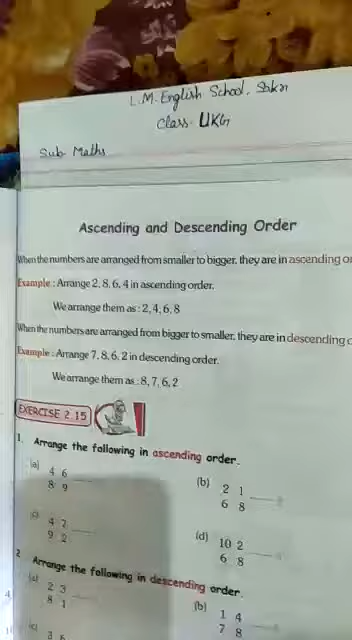 L.M. English School, Sakri
Class- UKG
Sub- Maths
Ascending and Descending Order
When the numbers are arranged from smaller to bigger, they are in ascending
Example : Arrange 2, 8, 6, 4 in ascending order.
We arrange them as : 2, 4, 6, 8
When the numbers are arranged from bigger to smaller, they are in descending
Example : Arrange 7, 8, 6, 2 in descending order.
We arrange them as : 8, 7, 6, 2
EXERCISE 2.15
1. Arrange the following in ascending order.
(a) 4 6
8 9
(b) 2 1
6 8
(c) 4 7
9 2
(d) 10 2
6 8
2. Arrange the following in descending order.
(a) 2 3
8 1
(b) 1 4
7 8
(c) 3 6